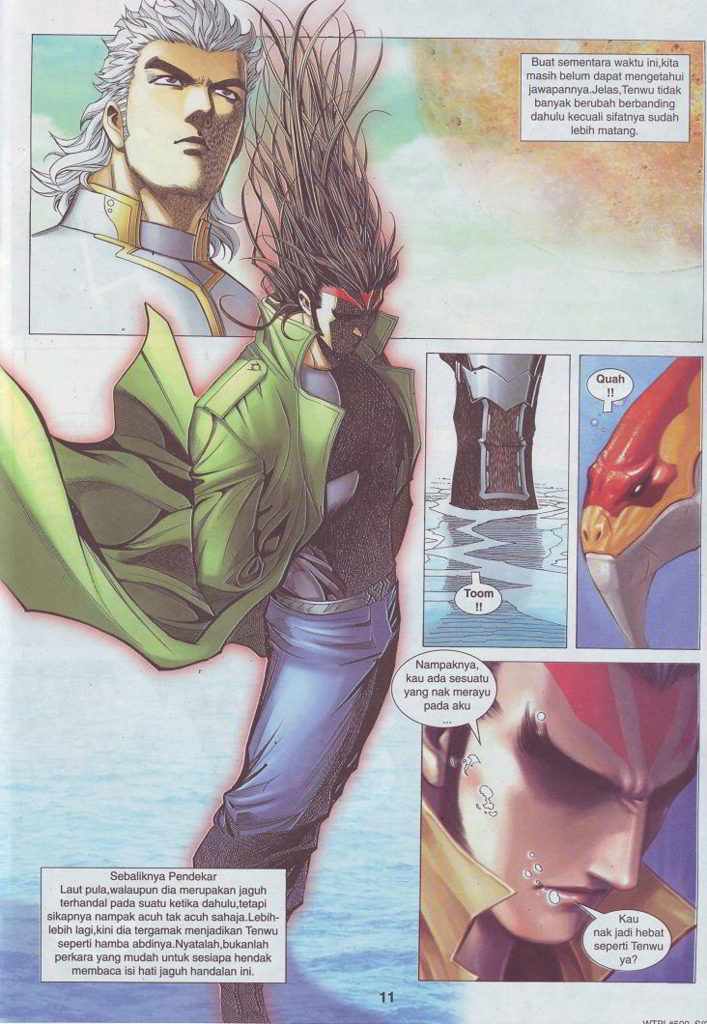 Buat sementara waktu ini,kita
masih belum dapat mengetahui
jawapannya.Jelas,Tenwu tidak
banyak berubah berbanding
dahulu kecuali sifatnya sudah
lebih matang.
Quah
!!
Toom
!!
Nampaknya,
kau ada sesuatu
yang nak merayu
pada aku
...
Kau
nak jadi hebat
seperti Tenwu
ya?
Sebaliknya Pendekar
Laut pula,walaupun dia merupakan jaguh
terhandal pada suatu ketika dahulu,tetapi
sikapnya nampak acuh tak acuh sahaja.Lebih-
lebih lagi,kini dia tergamak menjadikan Tenwu
seperti hamba abdinya.Nyatalah,bukanlah
perkara yang mudah untuk sesiapa hendak
membaca isi hati jaguh handalan ini.
11